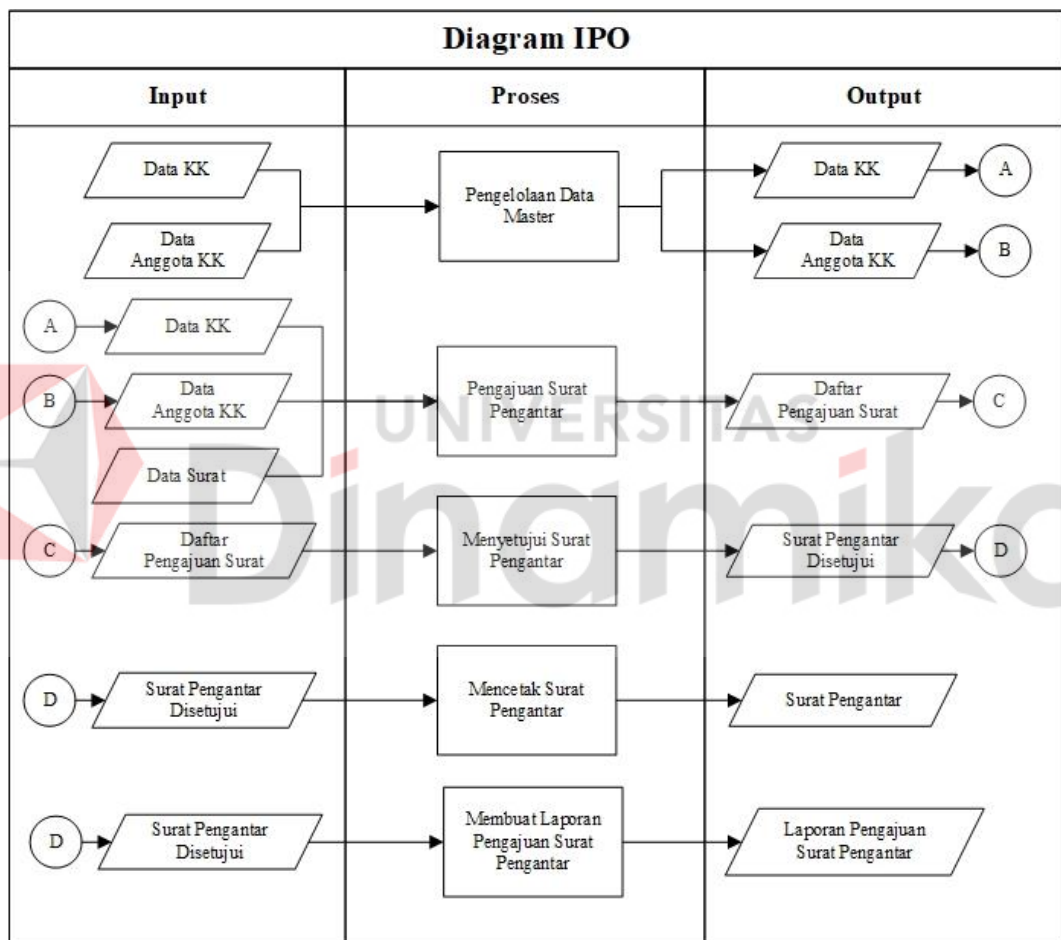 Diagram IPO
Input
Proses
Output
Data KK
Data
Anggota KK
Pengelolaan Data
Master
Data KK
A
Data
Anggota KK
B
A
Data KK
B
Data
Anggota KK
Data Surat
Pengajuan Surat
Pengantar
Daftar
Pengajuan Surat
C
UNIVERSITAS
Dinamika
C
Daftar
Pengajuan Surat
Menyetujui Surat
Pengantar
Surat Pengantar
Disetujui
D
D
Surat Pengantar
Disetujui
Mencetak Surat
Pengantar
Surat Pengantar
D
Surat Pengantar
Disetujui
Membuat Laporan
Pengajuan Surat
Pengantar
Laporan Pengajuan
Surat Pengantar